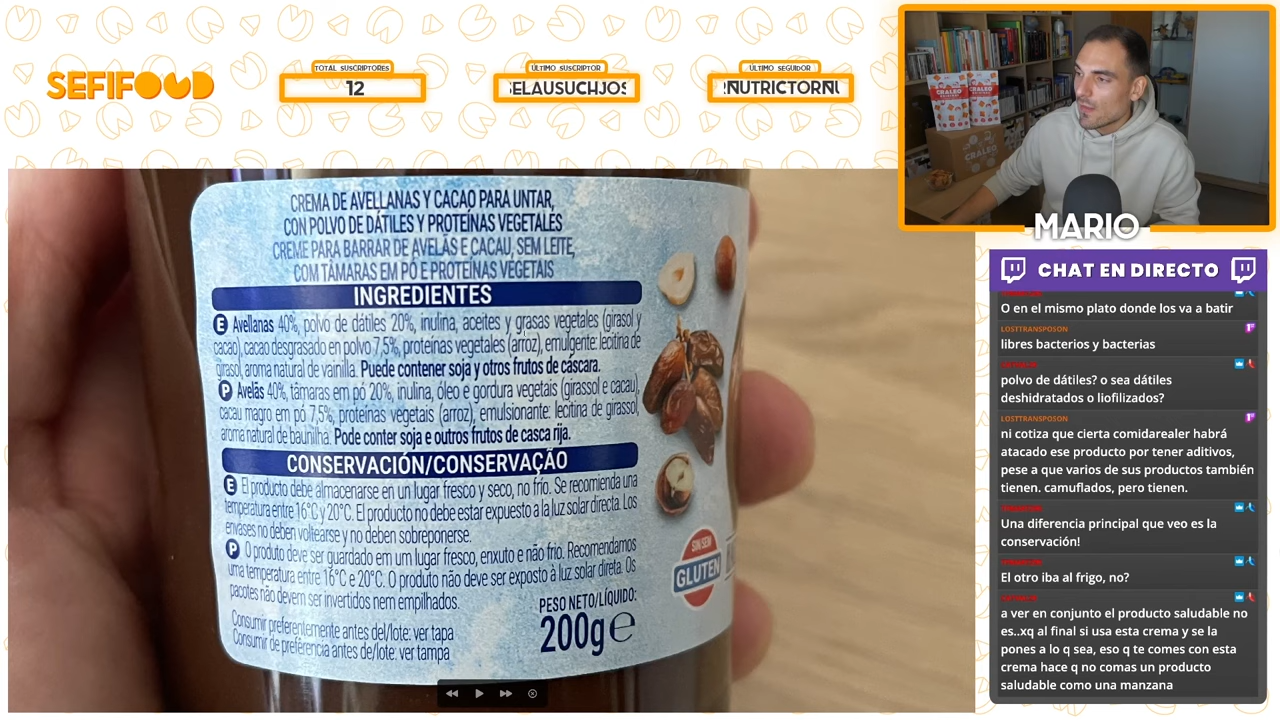 SEFIFOOD
TOTAL SUSCRIPTORES
12
ÚLTIMO SUSCRIPTOR
ELAUSUCHJOS
ÚLTIMO SEGUIDOR
NUTRICTORNU
CRALEO
CRALEO
CRALEO
MARIO
CREMA DE AVELLANAS Y CACAO PARA UNTAR,
CON POLVO DE DÁTILES Y PROTEÍNAS VEGETALES
CREME PARA BARRAR DE AVELÃS E CACAU, SEM LEITE,
COM TÂMARAS EM PÓ E PROTEÍNAS VEGETAIS
INGREDIENTES
E Avellanas 40%, polvo de dátiles 20%, inulina, aceites y grasas vegetales (girasol y
cacao), cacao desgrasado en polvo 7,5%, proteínas vegetales (arroz), emulgente: lecitina de
girasol, aroma natural de vainilla. Puede contener soja y otros frutos de cáscara.
P Avelãs 40%, tâmaras em pó 20%, inulina, óleo e gordura vegetais (girassol e cacau),
cacau magro em pó 7,5%, proteínas vegetais (arroz), emulsionante: lecitina de girassol,
aroma natural de baunilha. Pode conter soja e outros frutos de casca rija.
CONSERVACIÓN/CONSERVAÇÃO
E El producto debe almacenarse en un lugar fresco y seco, no frío. Se recomienda una
temperatura entre 16°C y 20°C. El producto no debe estar expuesto a la luz solar directa. Los
envases no deben voltearse y no deben sobreponerse.
P O produto deve ser guardado em um lugar fresco, enxuto e não frio. Recomendamos
uma temperatura entre 16°C e 20°C. O produto não deve ser exposto à luz solar direta. Os
pacotes não devem ser invertidos nem empilhados.
Consumir preferentemente antes del/lote: ver tapa
Consumir de preferência antes de/lote: ver tampa
PESO NETO/LÍQUIDO:
200g e
SIN/SEM
GLUTEN
CHAT EN DIRECTO
O en el mismo plato donde los va a batir
LOSTTRANSPOSON
libres bacterios y bacterias
polvo de dátiles? o sea dátiles
deshidratados o liofilizados?
LOSTTRANSPOSON
ni cotiza que cierta comidarealer habrá
atacado ese producto por tener aditivos,
pese a que varios de sus productos también
tienen. camuflados, pero tienen.
Una diferencia principal que veo es la
conservación!
El otro iba al frigo, no?
a ver en conjunto el producto saludable no
es..xq al final si usa esta crema y se la
pones a lo q sea, eso q te comes con esta
crema hace q no comas un producto
saludable como una manzana